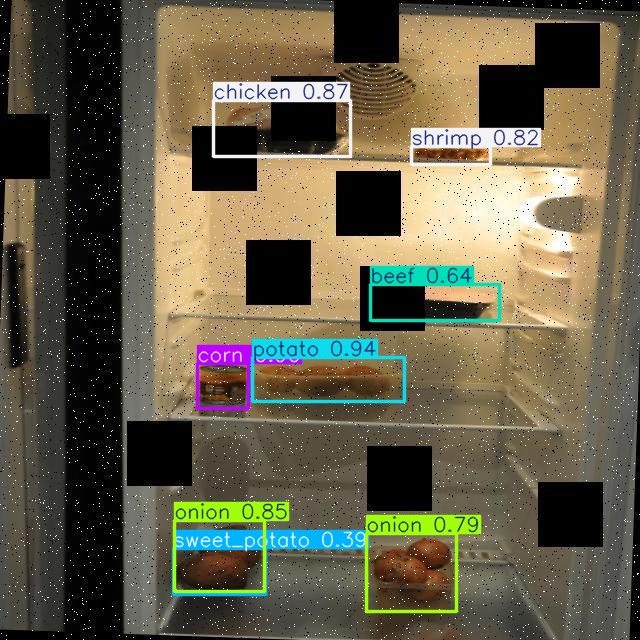 chicken 0.87
shrimp 0.82
beef 0.64
corn
potato 0.94
onion 0.85
sweet_potato 0.39
onion 0.79